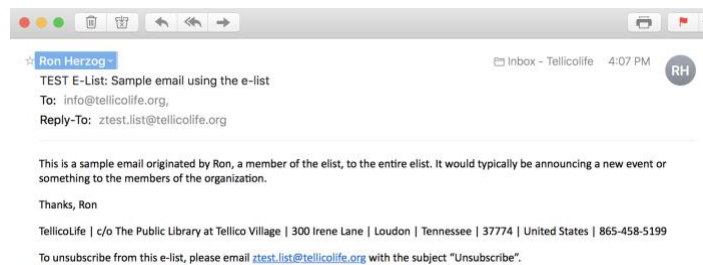 Ron Herzog
Inbox - Tellicolife 4:07 PM
RH
TEST E-List: Sample email using the e-list
To: info@tellicolife.org,
Reply-To: ztest.list@tellicolife.org
This is a sample email originated by Ron, a member of the elist, to the entire elist. It would typically be announcing a new event or
something to the members of the organization.
Thanks, Ron
TellicoLife | c/o The Public Library at Tellico Village | 300 Irene Lane | Loudon | Tennessee | 37774 | United States | 865-458-5199
To unsubscribe from this e-list, please email ztest.list@tellicolife.org with the subject “Unsubscribe”.